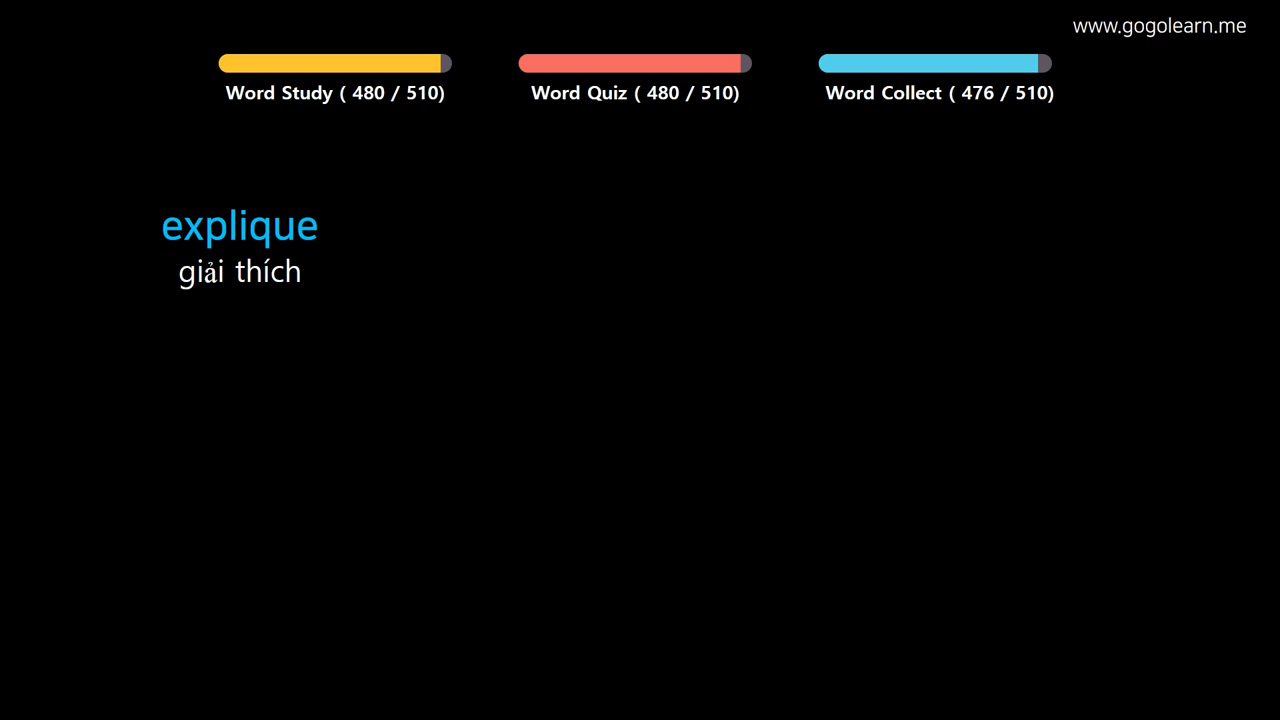 www.gogolearn.me
Word Study ( 480 / 510)
Word Quiz ( 480 / 510)
Word Collect ( 476 / 510)
explique
giải thích